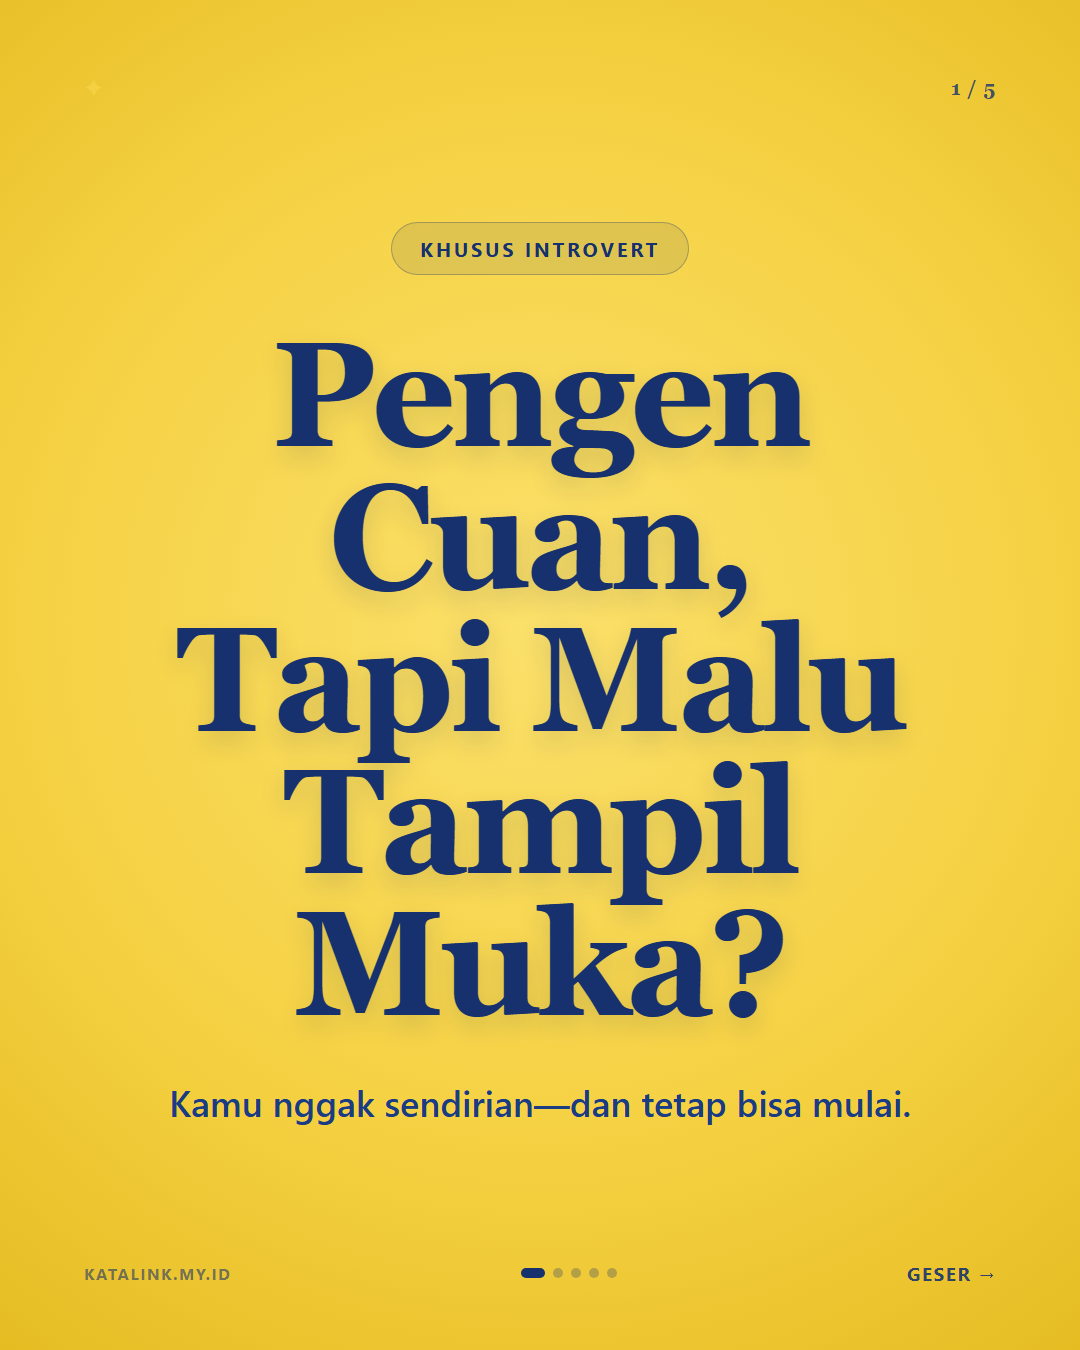 1 / 5
KHUSUS INTROVERT
Pengen
Cuan,
Tapi Malu
Tampil
Muka?
Kamu nggak sendirian—dan tetap bisa mulai.
KATALINK.MY.ID
GESER →